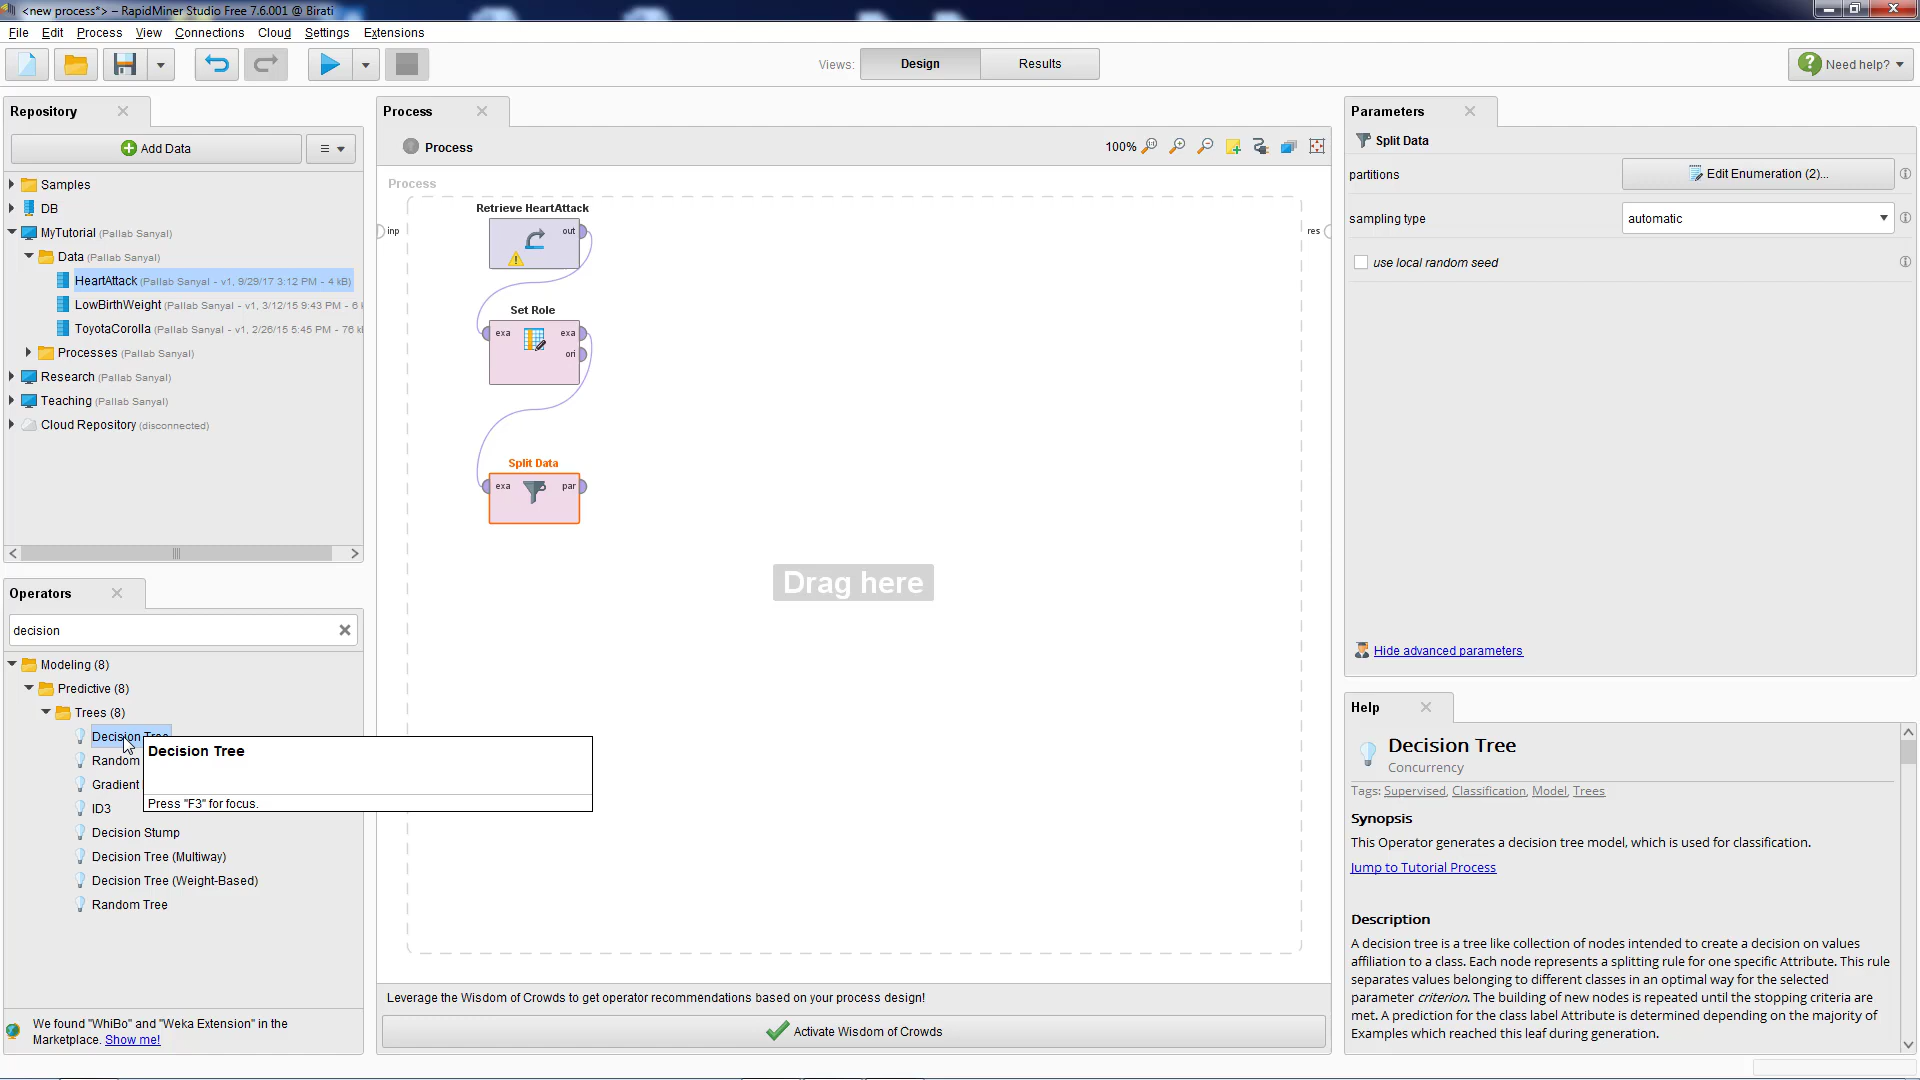 <new process*> – RapidMiner Studio Free 7.6.001 @ Birati
File Edit Process View Connections Cloud Settings Extensions
Views: Design Results Need help?
Repository
Add Data
Samples
DB
MyTutorial (Pallab Sanyal)
Data (Pallab Sanyal)
HeartAttack (Pallab Sanyal - v1, 9/29/17 3:12 PM - 4 kB)
LowBirthWeight (Pallab Sanyal - v1, 3/12/15 9:43 PM - 6 k
ToyotaCorolla (Pallab Sanyal - v1, 2/26/15 5:45 PM - 76 k
Processes (Pallab Sanyal)
Research (Pallab Sanyal)
Teaching (Pallab Sanyal)
Cloud Repository (disconnected)
Operators
decision
Modeling (8)
Predictive (8)
Trees (8)
Decision Tree
Random
Gradient
ID3
Decision Stump
Decision Tree (Multiway)
Decision Tree (Weight-Based)
Random Tree
Decision Tree
Press "F3" for focus.
We found "WhiBo" and "Weka Extension" in the
Marketplace. Show me!
Process
Process
100%
Process
inp
res
Retrieve HeartAttack
out
Set Role
exa exa
ori
Split Data
exa par
Drag here
Leverage the Wisdom of Crowds to get operator recommendations based on your process design!
Activate Wisdom of Crowds
Parameters
Split Data
partitions Edit Enumeration (2)...
sampling type automatic
use local random seed
Hide advanced parameters
Help
Decision Tree
Concurrency
Tags: Supervised, Classification, Model, Trees
Synopsis
This Operator generates a decision tree model, which is used for classification.
Jump to Tutorial Process
Description
A decision tree is a tree like collection of nodes intended to create a decision on values
affiliation to a class. Each node represents a splitting rule for one specific Attribute. This rule
separates values belonging to different classes in an optimal way for the selected
parameter criterion. The building of new nodes is repeated until the stopping criteria are
met. A prediction for the class label Attribute is determined depending on the majority of
Examples which reached this leaf during generation.